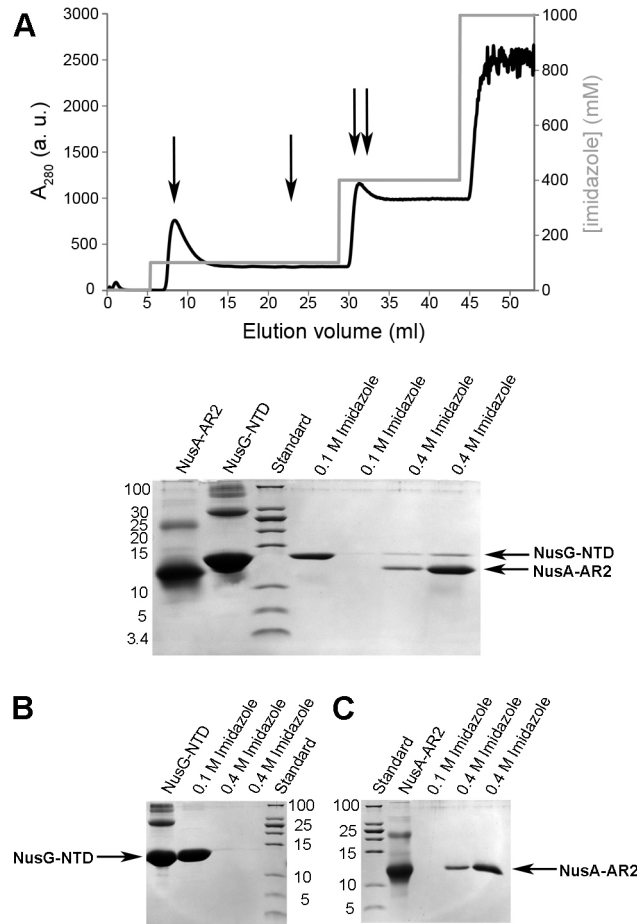 A
3000
2500
2000
1500
1000
500
0
A280 (a. u.)
1000
800
600
400
200
0
[imidazole] (mM)
0 5 10 15 20 25 30 35 40 45 50
Elution volume (ml)
NusA-AR2
NusG-NTD
Standard
0.1 M Imidazole
0.1 M Imidazole
0.4 M Imidazole
0.4 M Imidazole
100
30
25
20
15
10
5
3.4
NusG-NTD
NusA-AR2
B
NusG-NTD
0.1 M Imidazole
0.4 M Imidazole
0.4 M Imidazole
Standard
100
25
15
10
5
NusG-NTD
C
Standard
NusA-AR2
0.1 M Imidazole
0.4 M Imidazole
0.4 M Imidazole
100
25
15
10
5
NusA-AR2